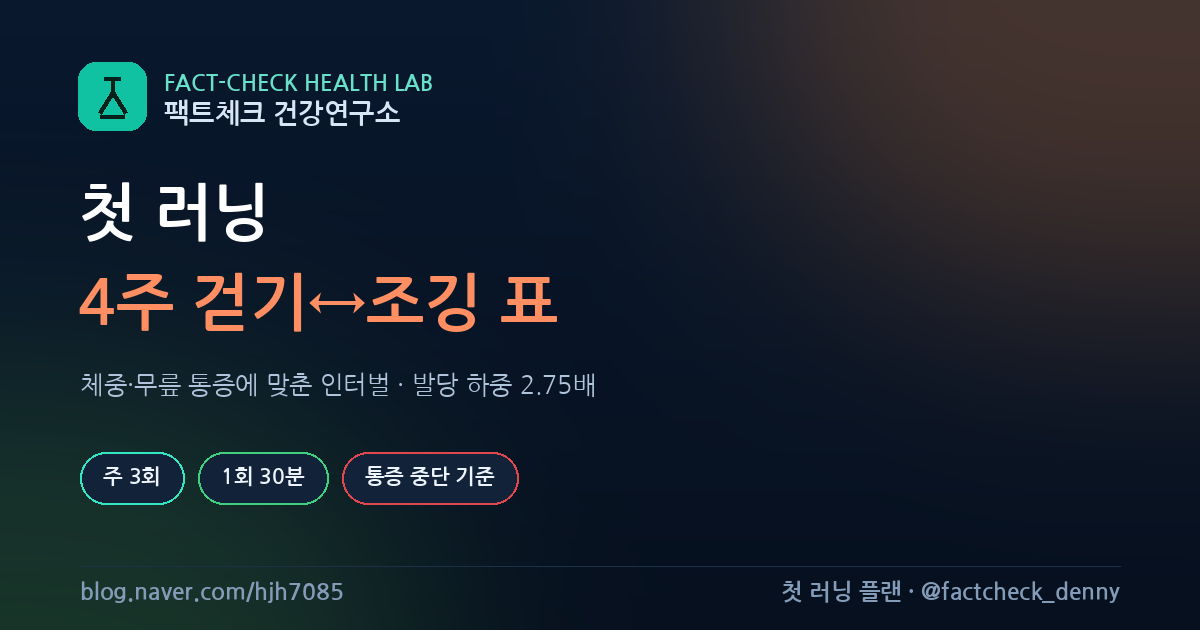 FACT-CHECK HEALTH LAB
팩트체크 건강연구소
첫 러닝
4주 걷기↔조깅 표
체중·무릎 통증에 맞춘 인터벌 · 발당 하중 2.75배
주 3회
1회 30분
통증 중단 기준
blog.naver.com/hjh7085
첫 러닝 플랜 · @factcheck_denny